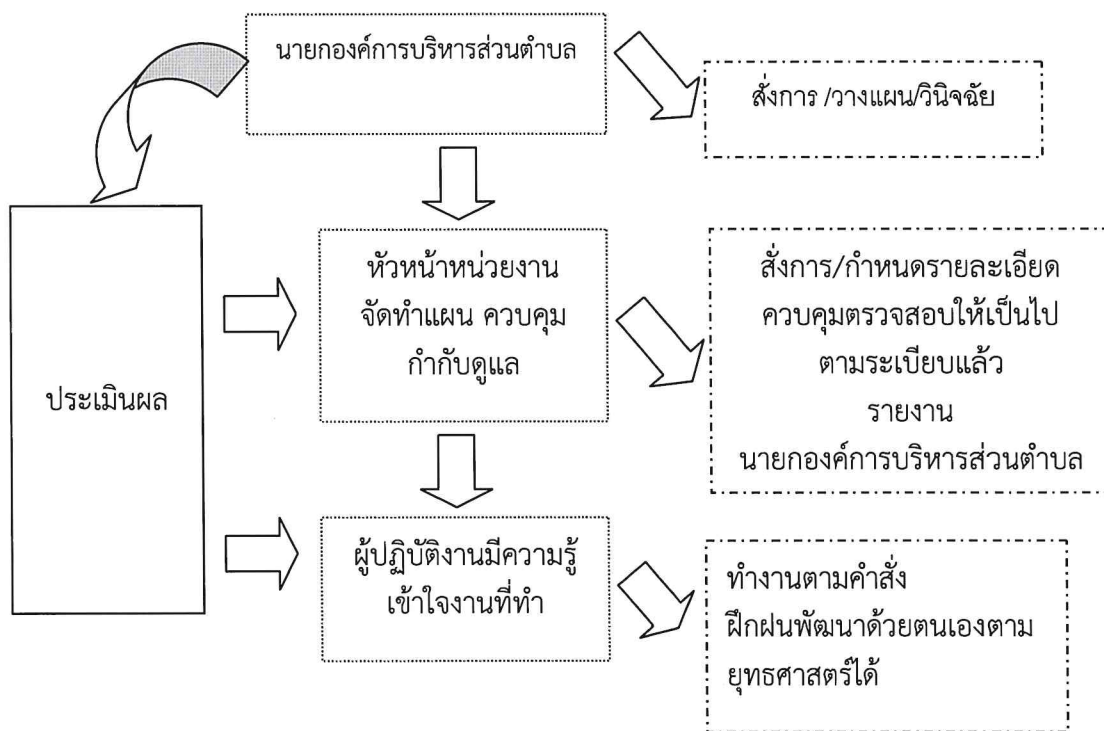 นายกองค์การบริหารส่วนตำบล
สั่งการ /วางแผน/วินิจฉัย
หัวหน้าหน่วยงาน
จัดทำแผน ควบคุม
กำกับดูแล
สั่งการ/กำหนดรายละเอียด
ควบคุมตรวจสอบให้เป็นไป
ตามระเบียบแล้ว
รายงาน
นายกองค์การบริหารส่วนตำบล
ประเมินผล
ผู้ปฏิบัติงานมีความรู้
เข้าใจงานที่ทำ
ทำงานตามคำสั่ง
ฝึกฝนพัฒนาด้วยตนเองตาม
ยุทธศาสตร์ได้